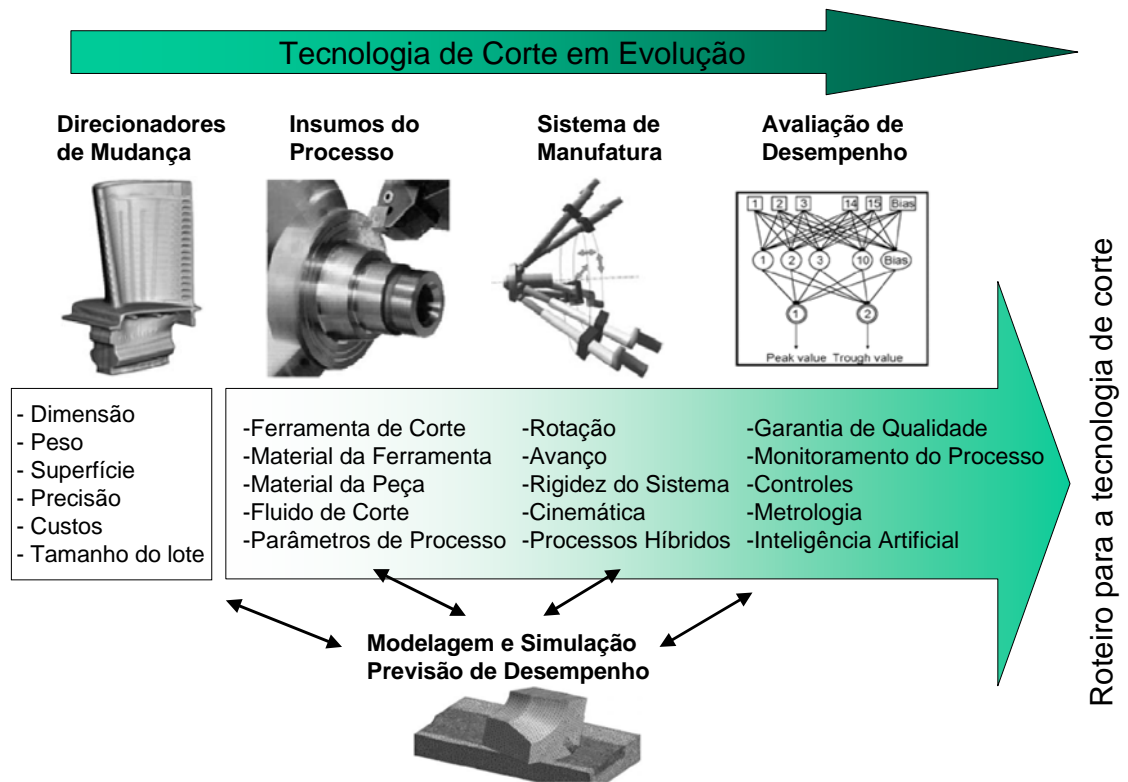 Tecnologia de Corte em Evolução
Direcionadores
de Mudança
Insumos do
Processo
Sistema de
Manufatura
Avaliação de
Desempenho
1 2 3 14 15 Bias
1 2 3 10 Bias
1 2
Peak value Trough value
- Dimensão
- Peso
- Superfície
- Precisão
- Custos
- Tamanho do lote
-Ferramenta de Corte
-Material da Ferramenta
-Material da Peça
-Fluido de Corte
-Parâmetros de Processo
-Rotação
-Avanço
-Rigidez do Sistema
-Cinemática
-Processos Híbridos
-Garantia de Qualidade
-Monitoramento do Processo
-Controles
-Metrologia
-Inteligência Artificial
Modelagem e Simulação
Previsão de Desempenho
Roteiro para a tecnologia de corte